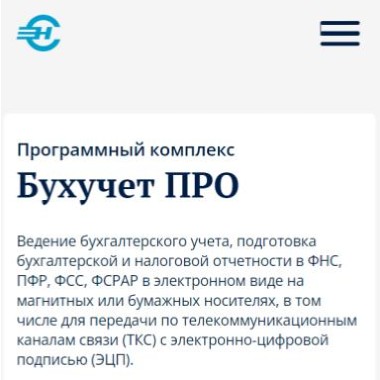 Программный комплекс
Бухучет ПРО
Ведение бухгалтерского учета, подготовка
бухгалтерской и налоговой отчетности в ФНС,
ПФР, ФСС, ФСРАР в электронном виде на
магнитных или бумажных носителях, в том
числе для передачи по телекоммуникационным
каналам связи (ТКС) с электронно-цифровой
подписью (ЭЦП).